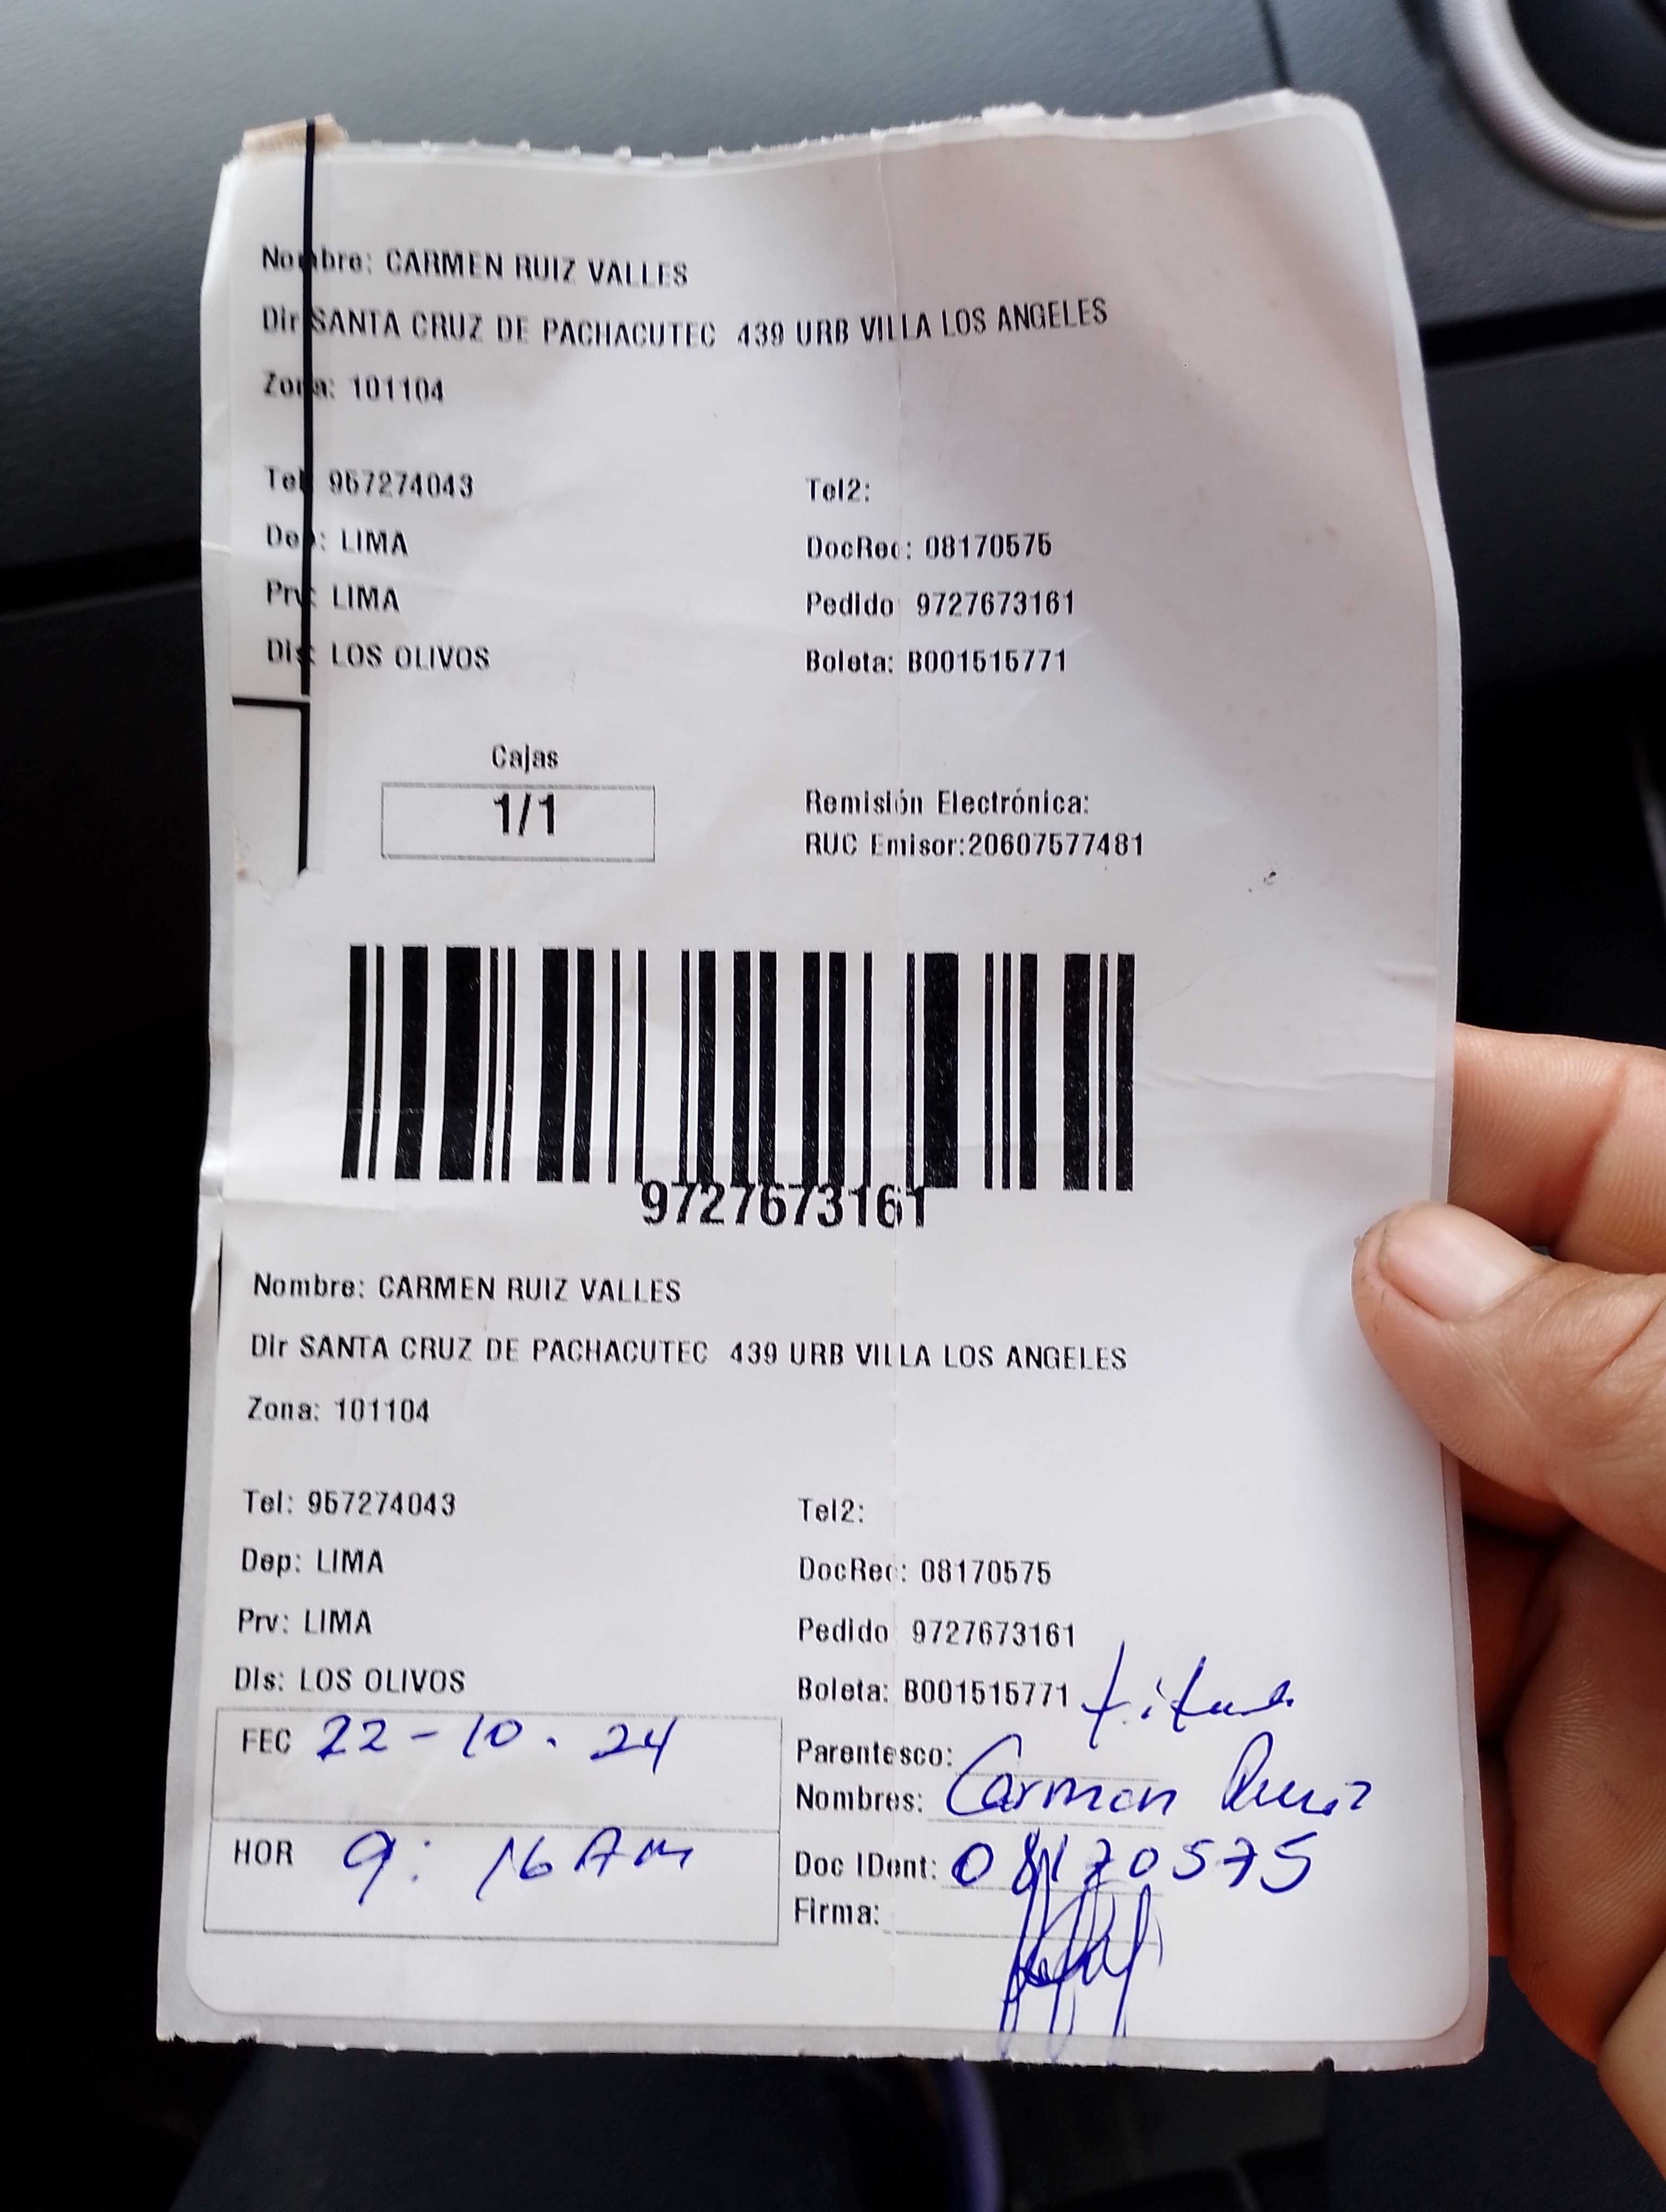 Nombre: CARMEN RUIZ VALLES
Dir SANTA CRUZ DE PACHACUTEC 439 URB VILLA LOS ANGELES
Zona: 101104
Tel 957274043 Tel2:
Dep: LIMA DocRec: 08170575
Prv: LIMA Pedido 9727673161
Dis: LOS OLIVOS Boleta: B001515771
Cajas
1/1
Remisión Electrónica:
RUC Emisor:20607577481
9727673161
Nombre: CARMEN RUIZ VALLES
Dir SANTA CRUZ DE PACHACUTEC 439 URB VILLA LOS ANGELES
Zona: 101104
Tel: 957274043 Tel2:
Dep: LIMA DocRec: 08170575
Prv: LIMA Pedido 9727673161
Dis: LOS OLIVOS Boleta: B001515771
FEC 22-10.24
HOR 9:16 AM
Parentesco:
Nombres: Carmen Ruiz
Doc IDent: 08170575
Firma: